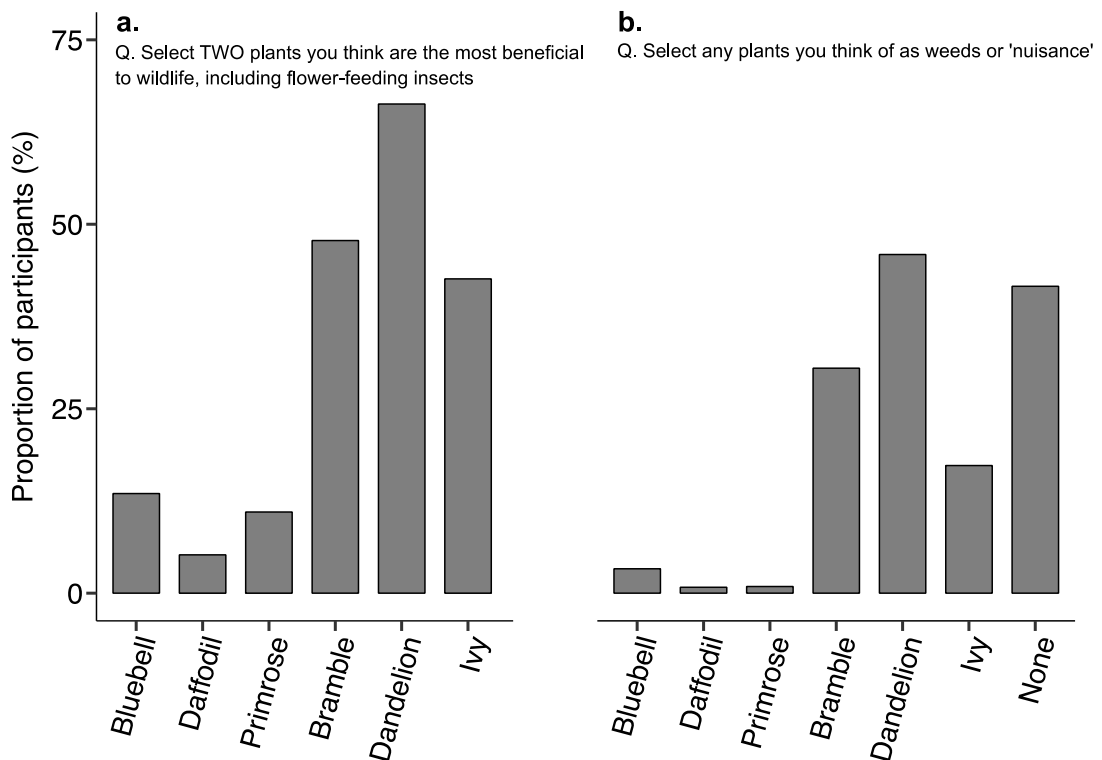 a.
Q. Select TWO plants you think are the most beneficial
to wildlife, including flower-feeding insects
b.
Q. Select any plants you think of as weeds or 'nuisance'
Proportion of participants (%)
75
50
25
0
Bluebell
Daffodil
Primrose
Bramble
Dandelion
Ivy
Bluebell
Daffodil
Primrose
Bramble
Dandelion
Ivy
None